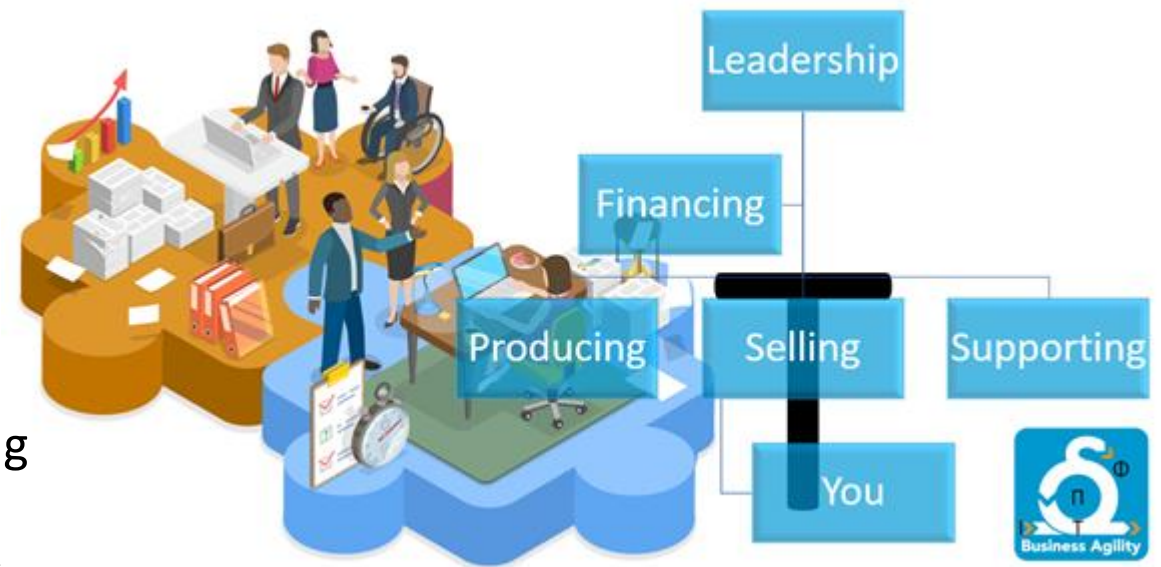 Leadership
Financing
Producing
Selling
Supporting
g
You
Π
Φ
I
T
Business Agility